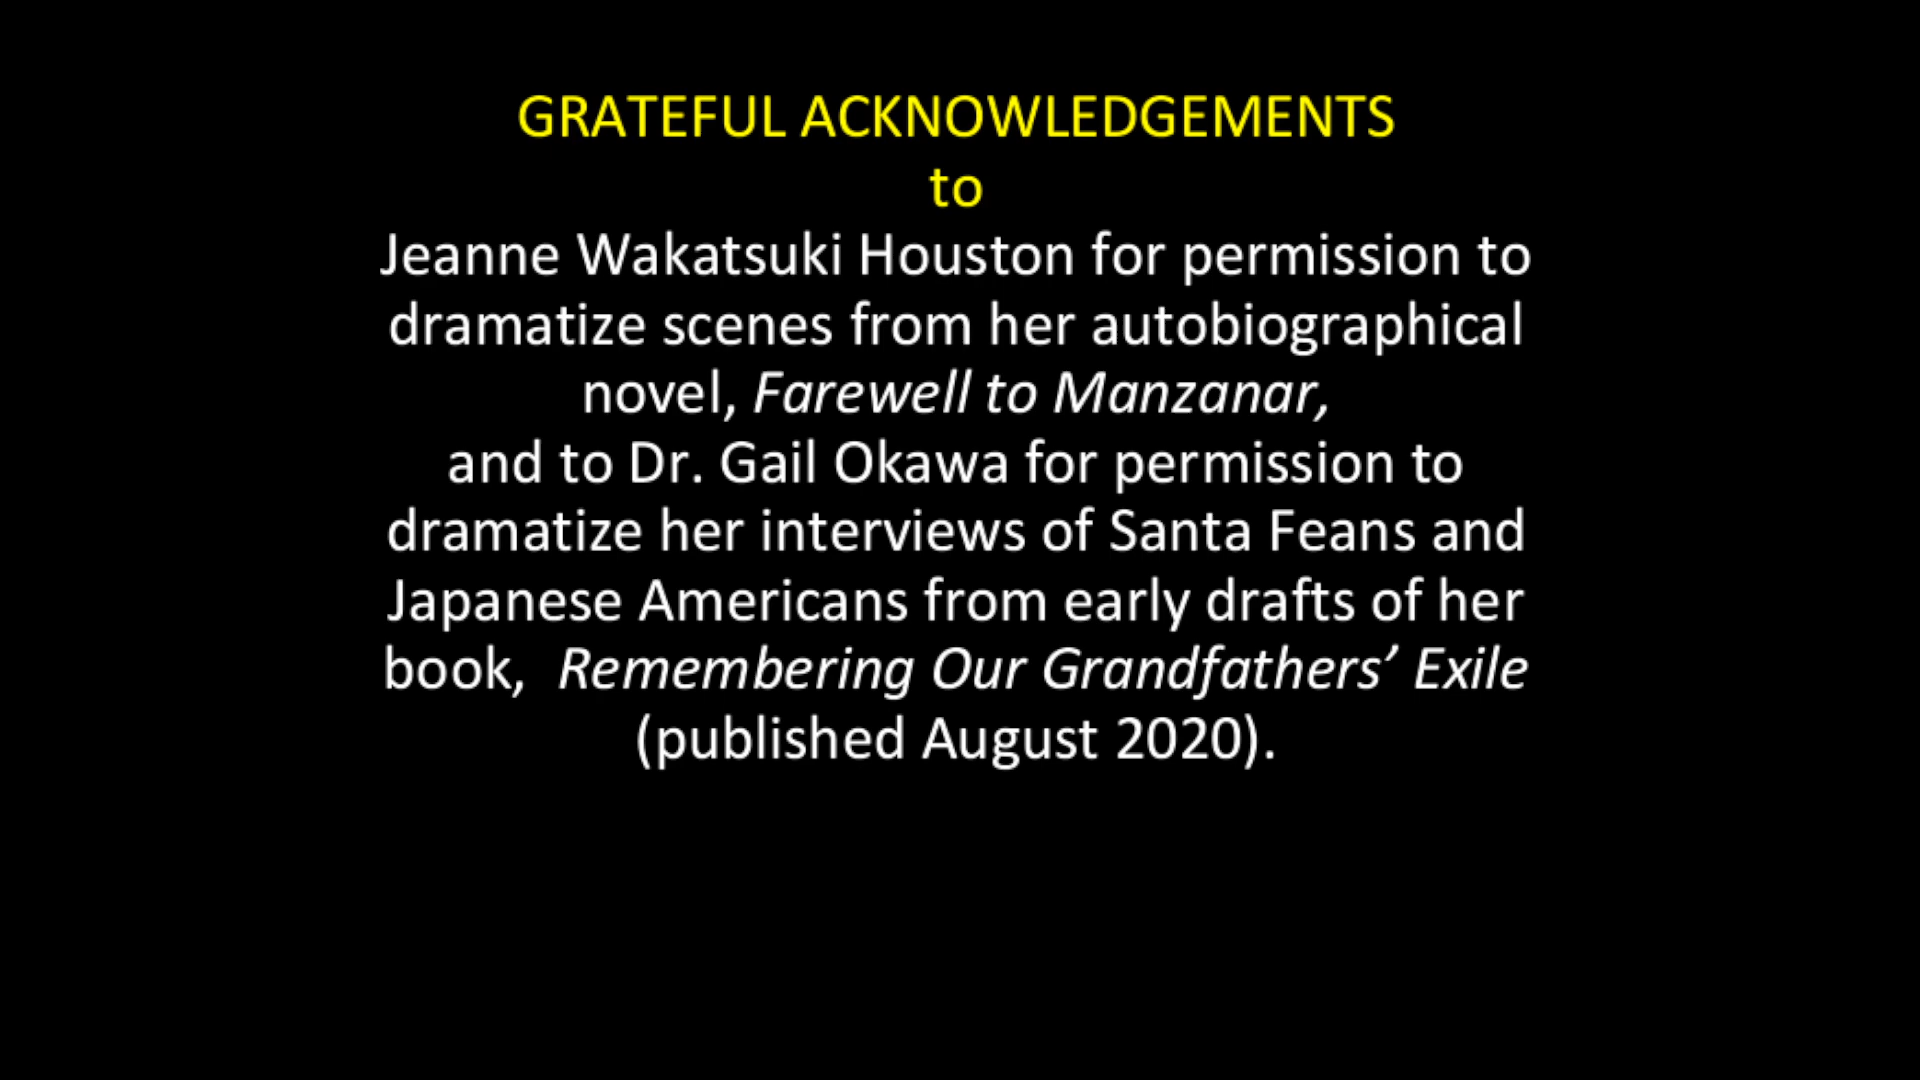 GRATEFUL ACKNOWLEDGEMENTS
to
Jeanne Wakatsuki Houston for permission to
dramatize scenes from her autobiographical
novel, Farewell to Manzanar,
and to Dr. Gail Okawa for permission to
dramatize her interviews of Santa Feans and
Japanese Americans from early drafts of her
book,  Remembering Our Grandfathers’ Exile
(published August 2020).